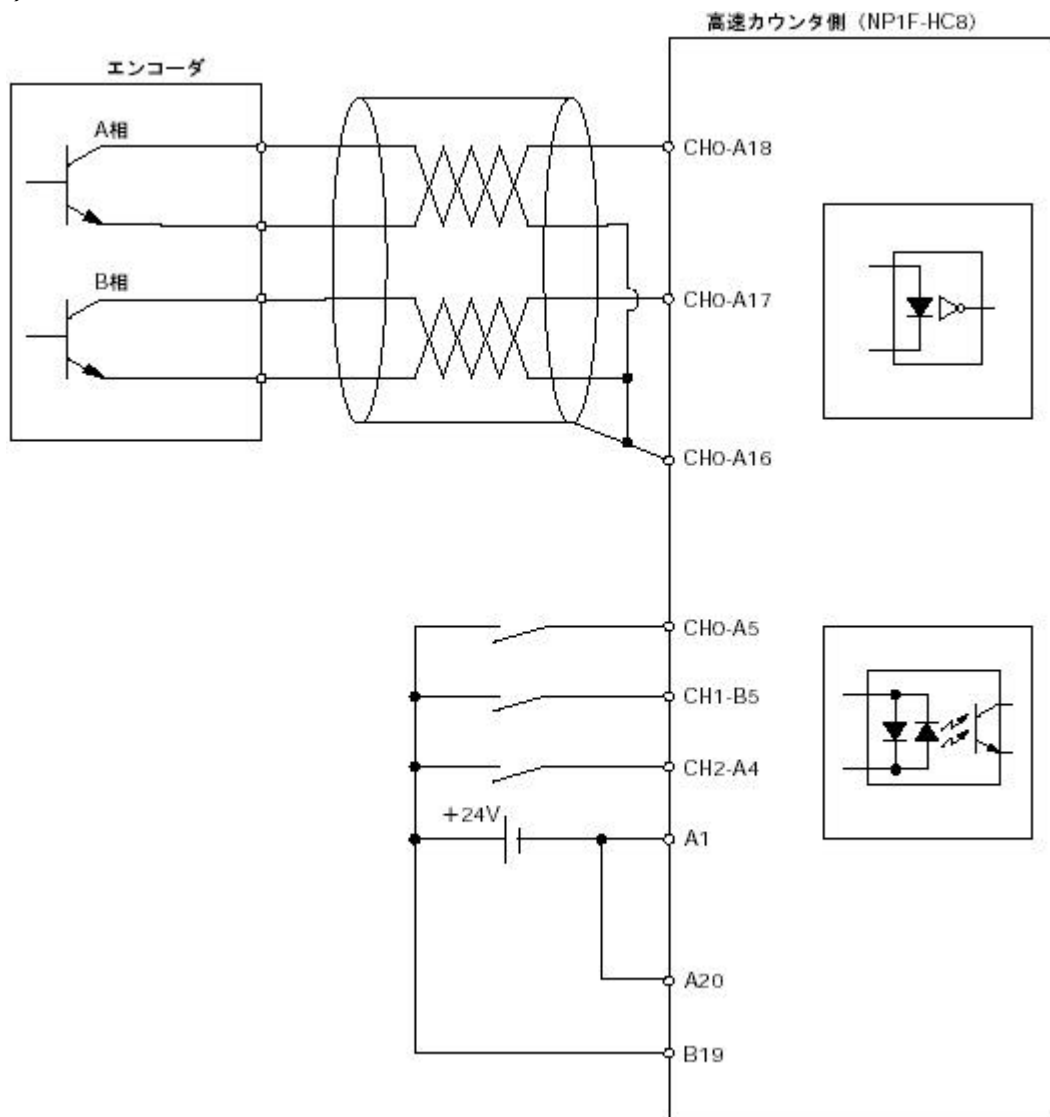 高速カウンタ側（NP1F-HC8）
エンコーダ
A相
CH0-A18
B相
CH0-A17
CH0-A16
CH0-A5
CH1-B5
CH2-A4
+24V
A1
A20
B19